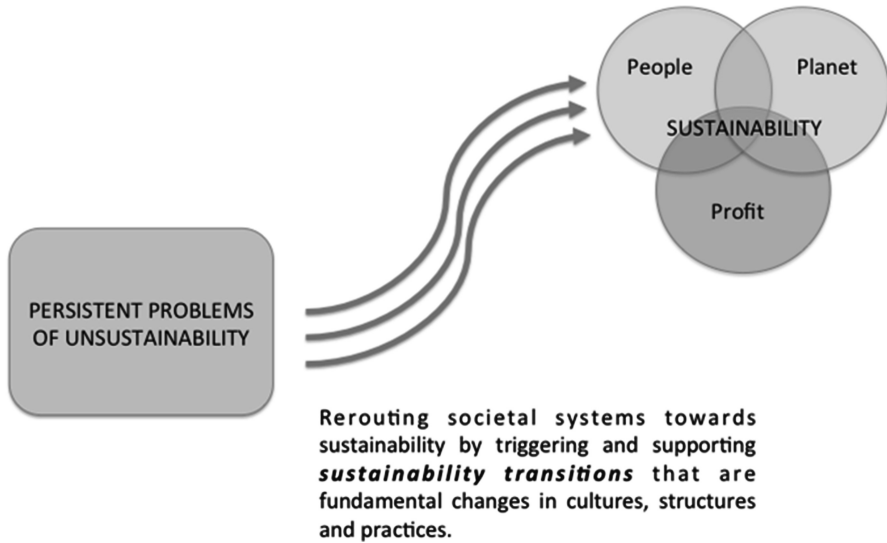 People Planet
SUSTAINABILITY
Profit
PERSISTENT PROBLEMS
OF UNSUSTAINABILITY
Rerouting societal systems towards
sustainability by triggering and supporting
sustainability transitions that are
fundamental changes in cultures, structures
and practices.